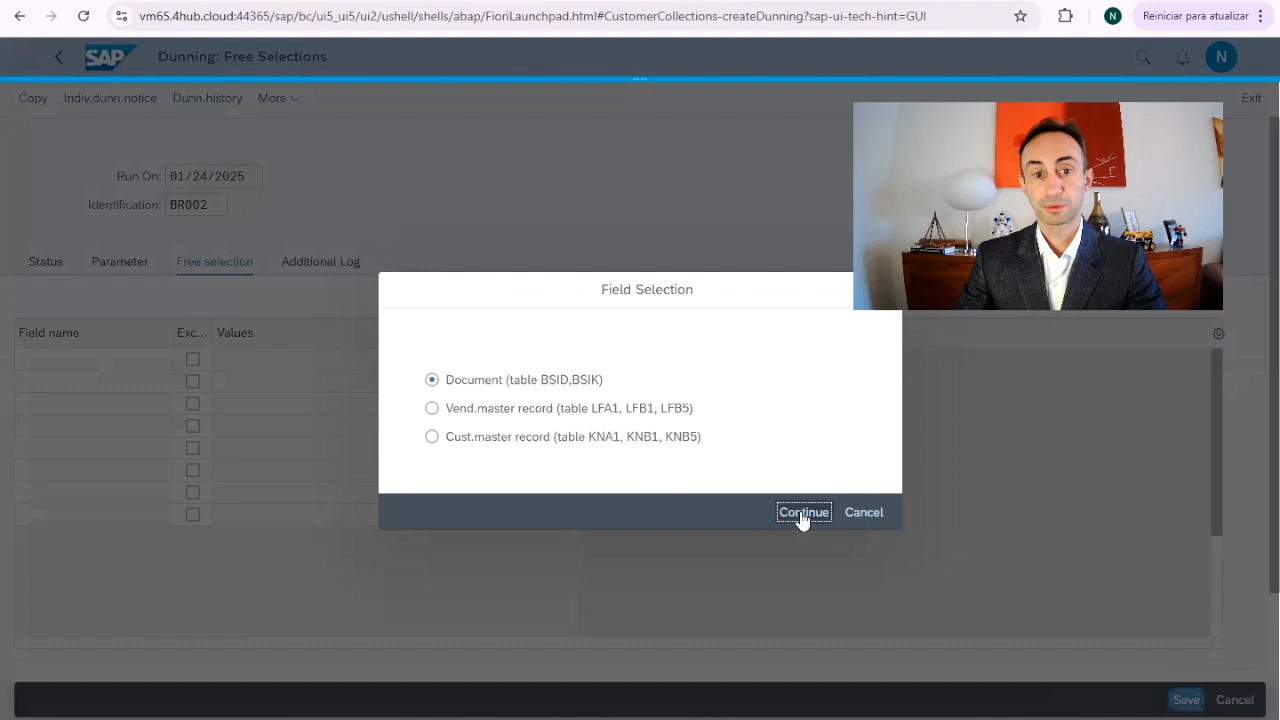 vm65.4hub.cloud:44365/sap/bc/ui5_ui5/ui2/ushell/shells/abap/FioriLaunchpad.html#CustomerCollections-createDunning?sap-ui-tech-hint=GUI
N
Reiniciar para atualizar
SAP
Dunning: Free Selections
N
Copy
Indiv.dunn.notice
Dunn.history
More
Exit
Run On: 01/24/2025
Identification: BR002
Status
Parameter
Free selection
Additional Log
Field Selection
Field name
Exc...
Values
Document (table BSID,BSIK)
Vend.master record (table LFA1, LFB1, LFB5)
Cust.master record (table KNA1, KNB1, KNB5)
Continue
Cancel
Save
Cancel